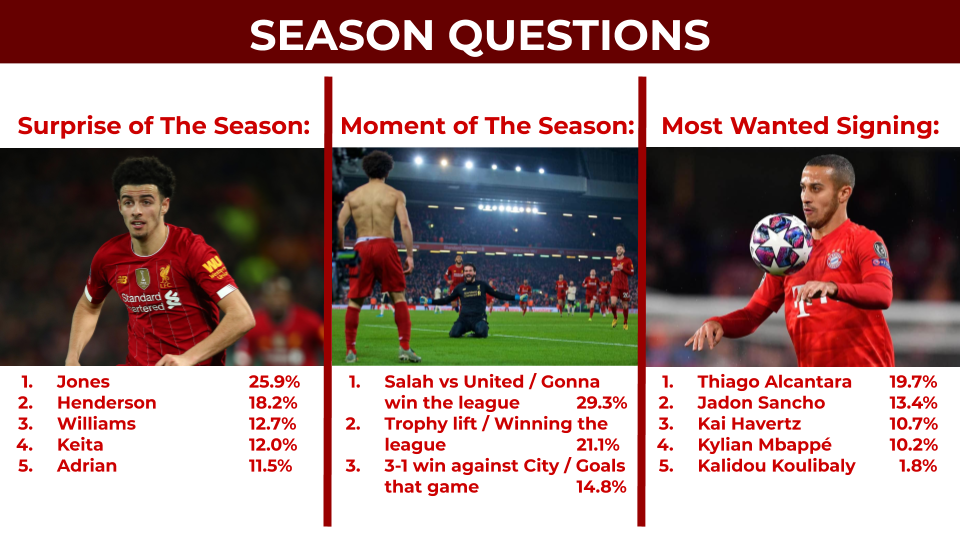 SEASON QUESTIONS
Surprise of The Season:
Standard
Chartered
1. Jones 25.9%
2. Henderson 18.2%
3. Williams 12.7%
4. Keita 12.0%
5. Adrian 11.5%
Moment of The Season:
1. Salah vs United / Gonna
win the league 29.3%
2. Trophy lift / Winning the
league 21.1%
3. 3-1 win against City / Goals
that game 14.8%
Most Wanted Signing:
T
1. Thiago Alcantara 19.7%
2. Jadon Sancho 13.4%
3. Kai Havertz 10.7%
4. Kylian Mbappé 10.2%
5. Kalidou Koulibaly 1.8%